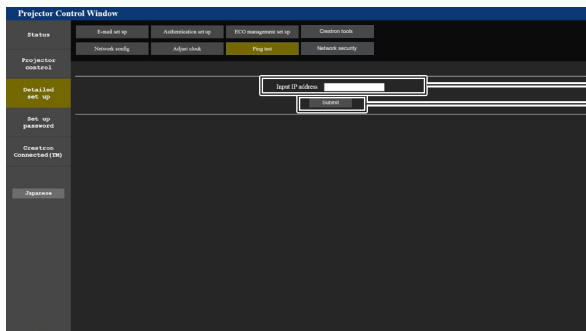 Projector Control Window
Status
E-mail set up
Authentication set up
ECO management set up
Crestron tools
Network config
Adjust clock
Ping test
Network security
Projector
control
Detailed
set up
Set up
password
Crestron
Connected(TM)
Japanese
Input IP address
Submit